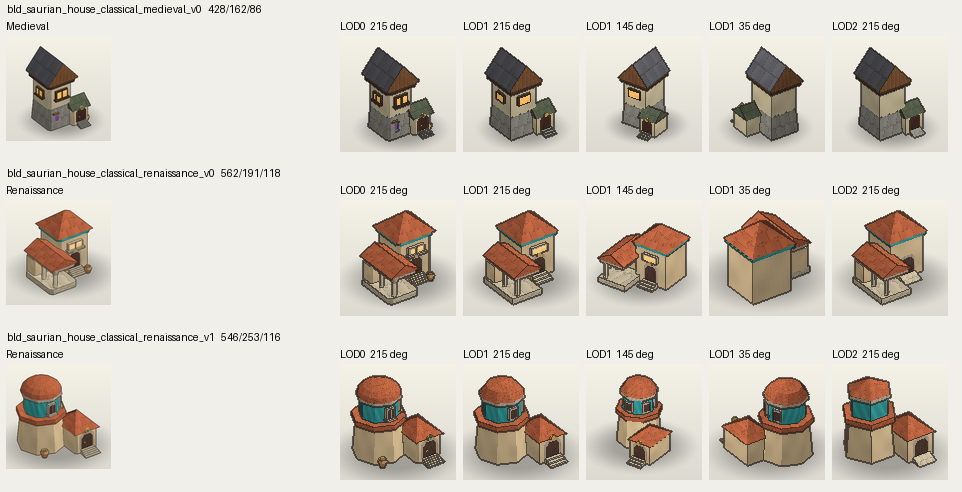 bld_saurian_house_classical_medieval_v0 428/162/86
Medieval
LOD0 215 deg LOD1 215 deg LOD1 145 deg LOD1 35 deg LOD2 215 deg
bld_saurian_house_classical_renaissance_v0 562/191/118
Renaissance
LOD0 215 deg LOD1 215 deg LOD1 145 deg LOD1 35 deg LOD2 215 deg
bld_saurian_house_classical_renaissance_v1 546/253/116
Renaissance
LOD0 215 deg LOD1 215 deg LOD1 145 deg LOD1 35 deg LOD2 215 deg